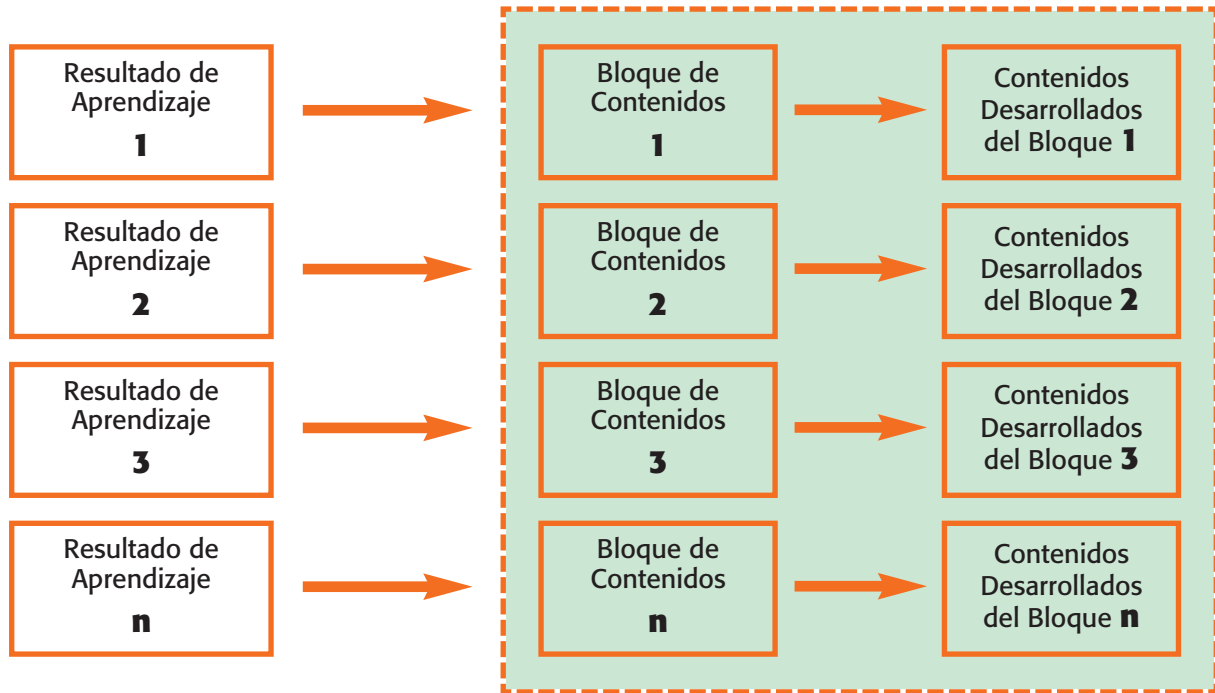 Resultado de
Aprendizaje
1
Bloque de
Contenidos
1
Contenidos
Desarrollados
del Bloque 1
Resultado de
Aprendizaje
2
Bloque de
Contenidos
2
Contenidos
Desarrollados
del Bloque 2
Resultado de
Aprendizaje
3
Bloque de
Contenidos
3
Contenidos
Desarrollados
del Bloque 3
Resultado de
Aprendizaje
n
Bloque de
Contenidos
n
Contenidos
Desarrollados
del Bloque n